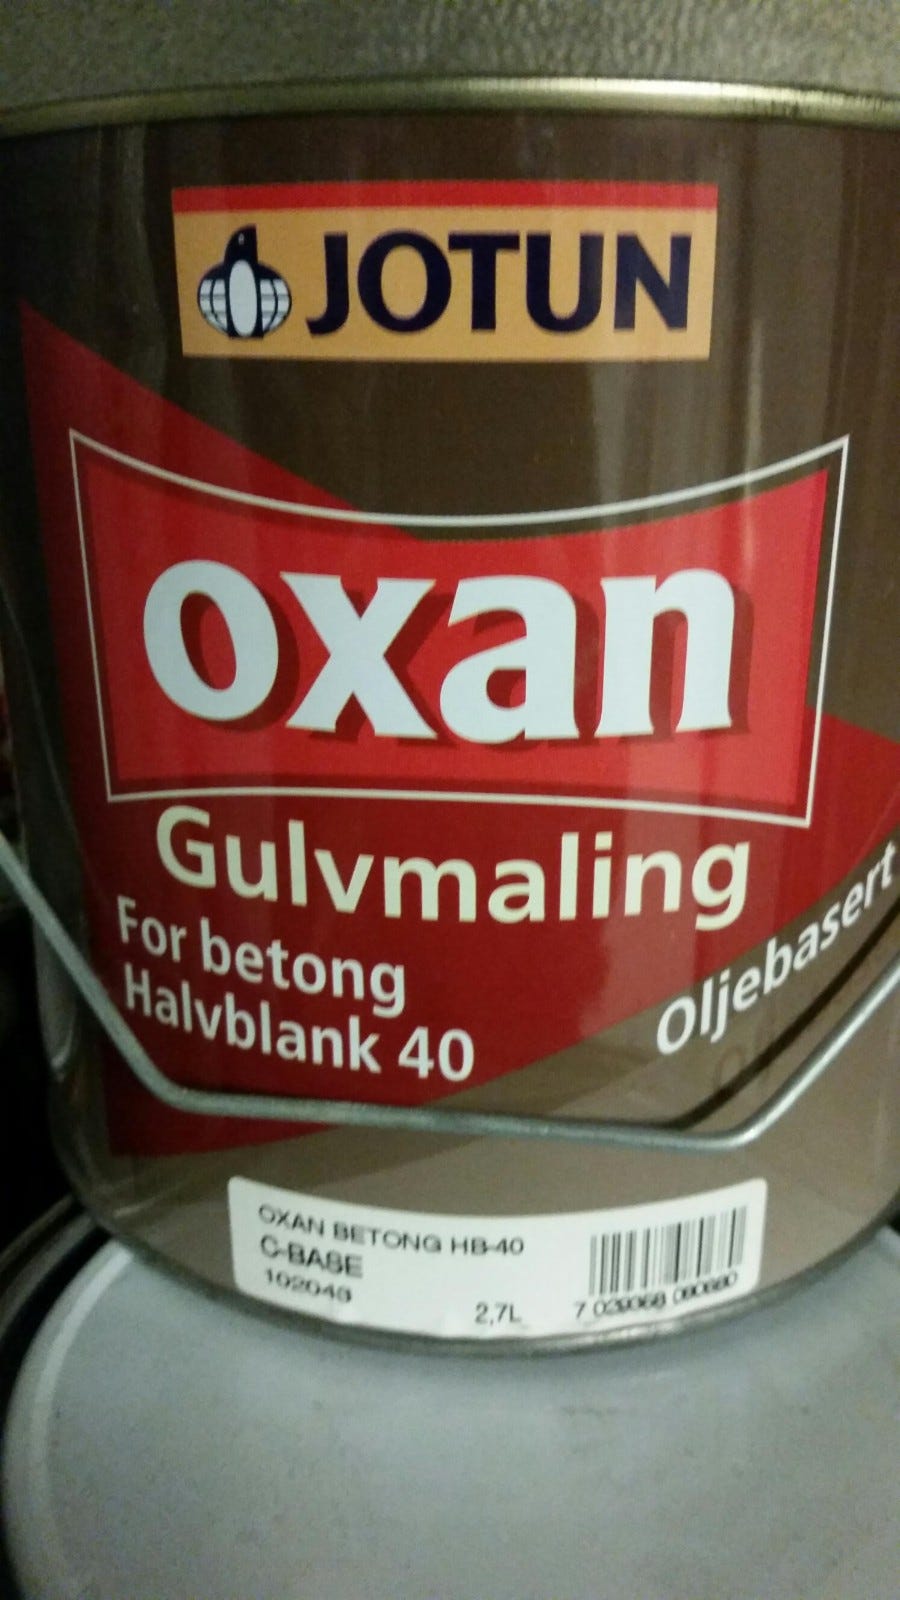 JOTUN
oxan
Gulvmaling
For betong
Halvblank 40
Oljebasert
OXAN BETONG HB-40
C-BASE
2,7L